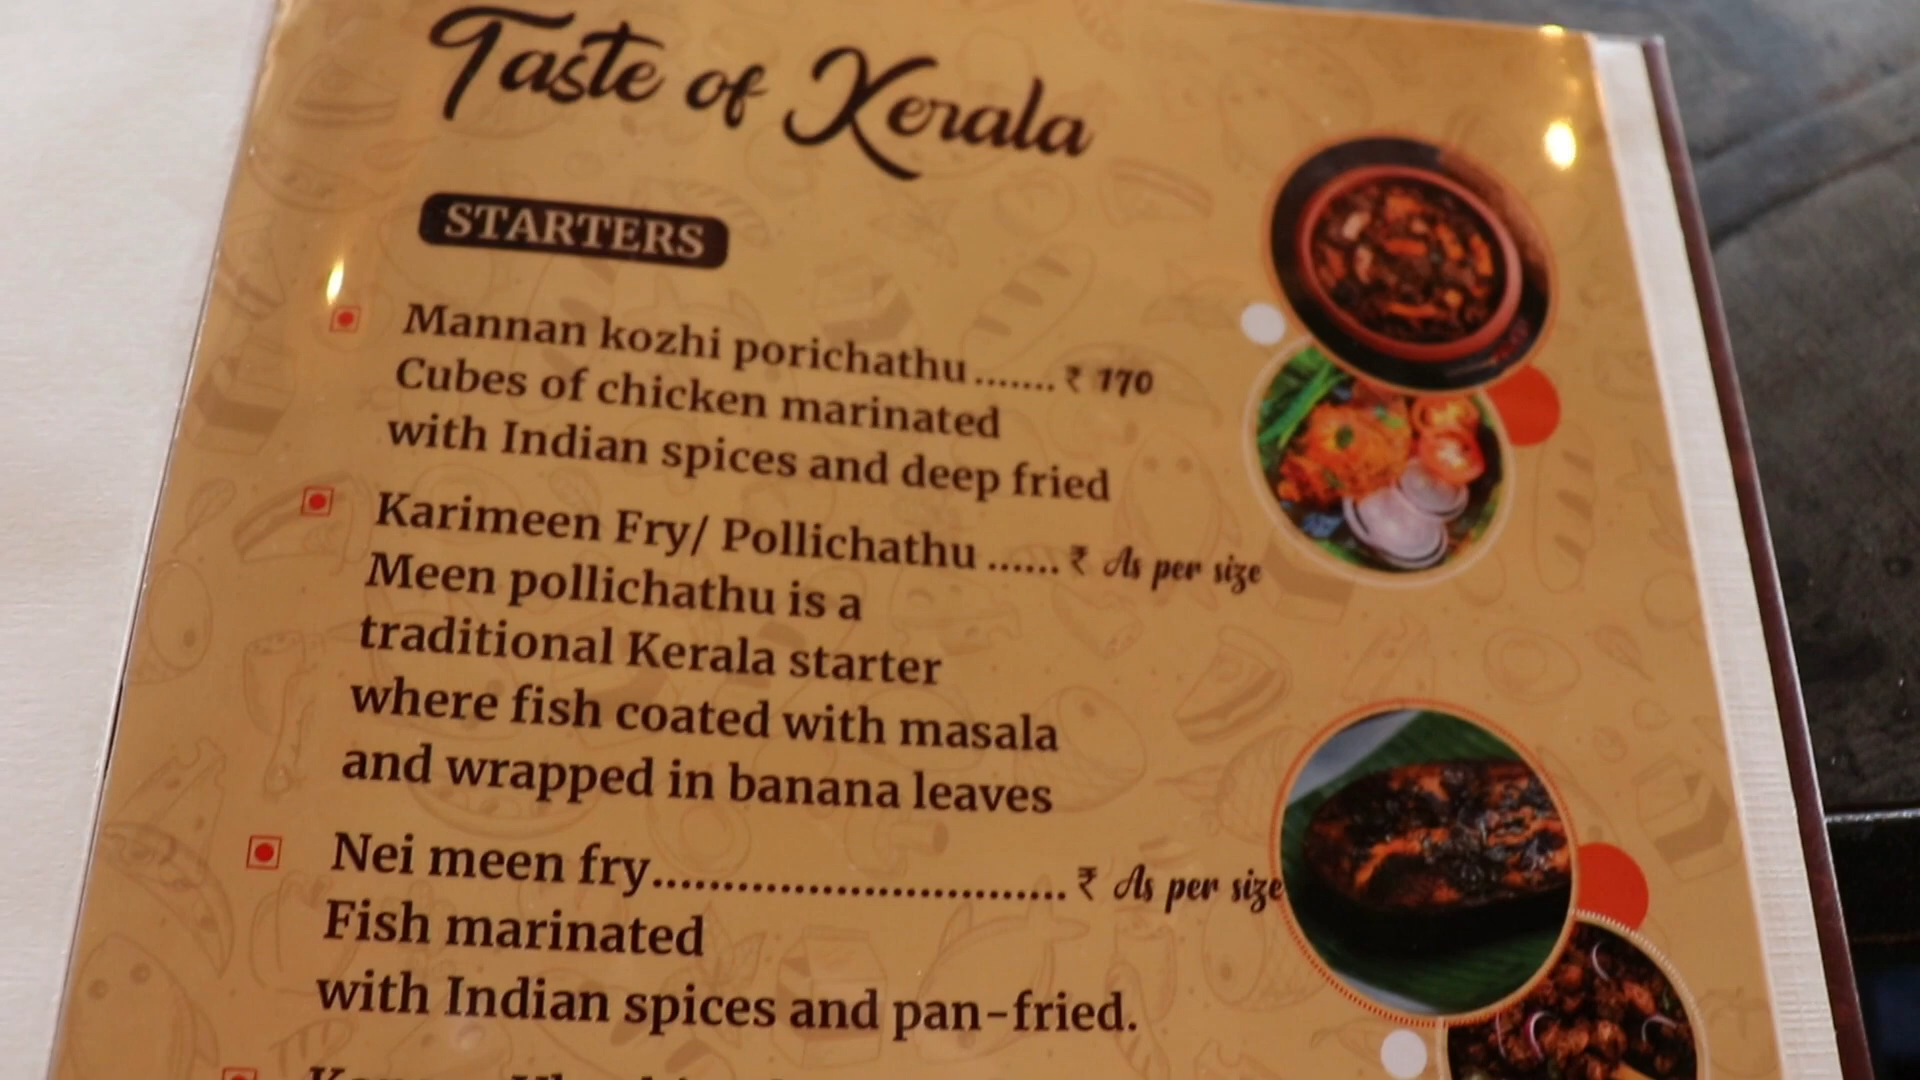 Taste of Kerala
STARTERS
Mannan kozhi porichathu....... ₹ 170
Cubes of chicken marinated
with Indian spices and deep fried
Karimeen Fry/ Pollichathu ...... ₹ As per size
Meen pollichathu is a
traditional Kerala starter
where fish coated with masala
and wrapped in banana leaves
Nei meen fry.............................. ₹ As per size
Fish marinated
with Indian spices and pan-fried.